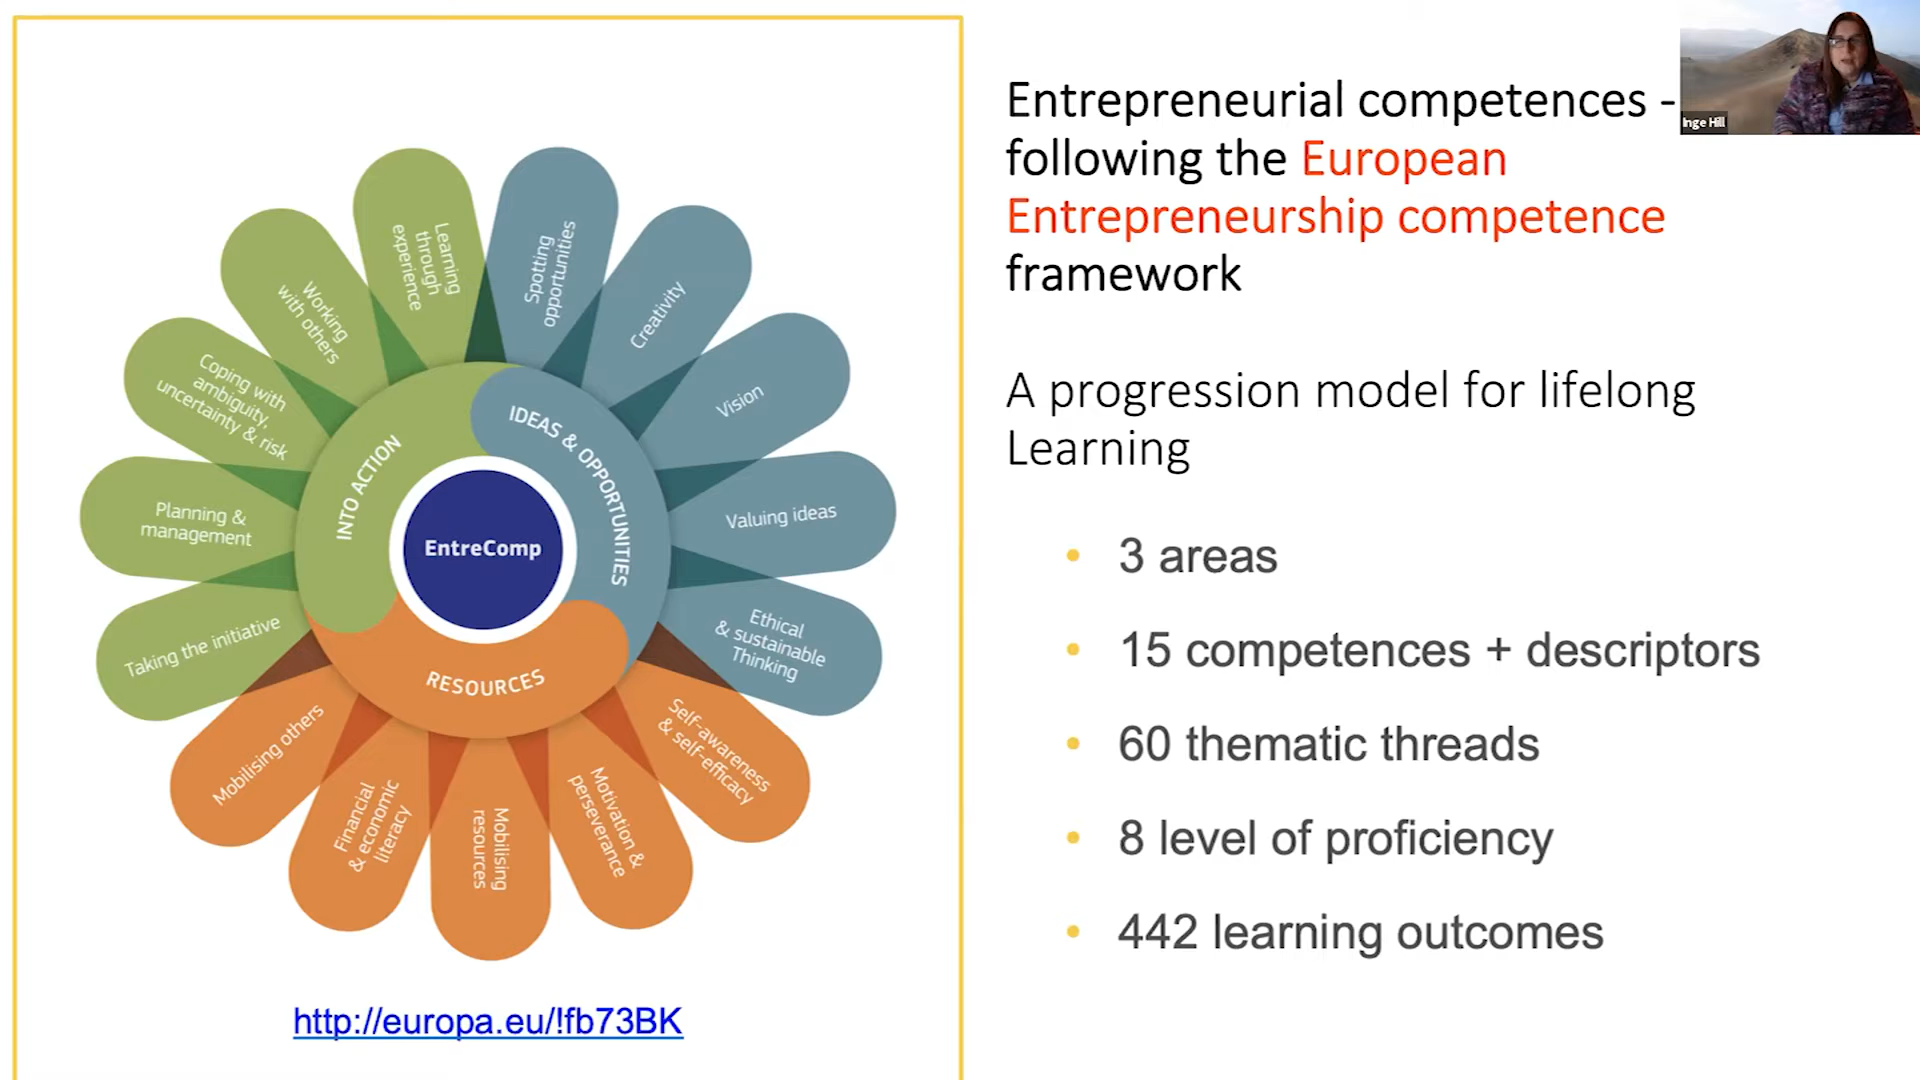 Learning
through
experience
Spotting
opportunities
Creativity
Vision
Valuing ideas
Ethical
& sustainable
Thinking
Self-awareness
& self-efficacy
Motivation &
perseverance
Mobilising
resources
Financial
& economic
literacy
Mobilising others
Taking the initiative
Planning &
management
Coping with
ambiguity,
uncertainty & risk
Working
with others
INTO ACTION
IDEAS & OPPORTUNITIES
RESOURCES
EntreComp
http://europa.eu/!fb73BK
Entrepreneurial competences -
following the European
Entrepreneurship competence
framework
A progression model for lifelong
Learning
• 3 areas
• 15 competences + descriptors
• 60 thematic threads
• 8 level of proficiency
• 442 learning outcomes
Inge Hill